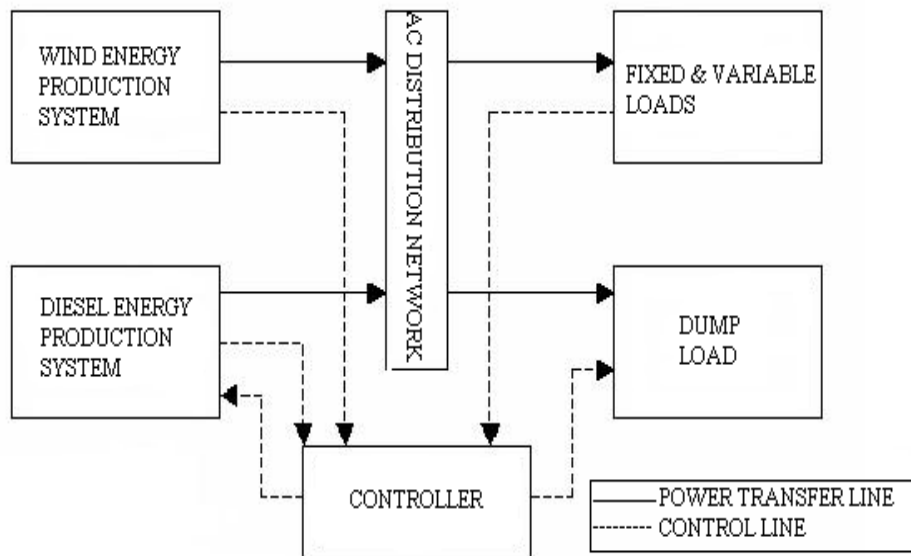 WIND ENERGY
PRODUCTION
SYSTEM
AC DISTRIBUTION NETWORK
FIXED & VARIABLE
LOADS
DIESEL ENERGY
PRODUCTION
SYSTEM
DUMP
LOAD
CONTROLLER
POWER TRANSFER LINE
CONTROL LINE